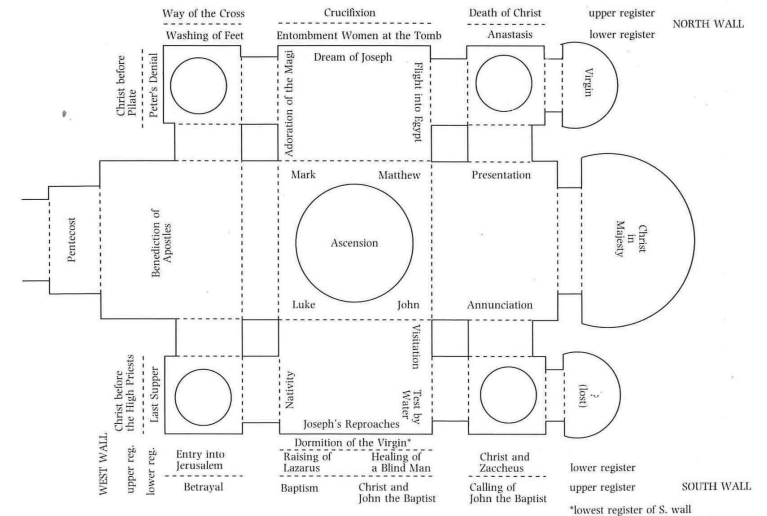 Way of the Cross
Crucifixion
Death of Christ
upper register
NORTH WALL
Washing of Feet
Entombment Women at the Tomb
Anastasis
lower register
Christ before
Pilate
Peter's Denial
Adoration of the Magi
Dream of Joseph
Flight into Egypt
Virgin
Mark
Matthew
Presentation
Pentecost
Benediction of
Apostles
Ascension
Christ
in
Majesty
Luke
John
Annunciation
Visitation
Christ before
the High Priests
Last Supper
Nativity
Test by
Water
?
(lost)
Joseph's Reproaches
Dormition of the Virgin*
WEST WALL
upper reg.
lower reg.
Entry into
Jerusalem
Raising of
Lazarus
Healing of
a Blind Man
Christ and
Zaccheus
lower register
Betrayal
Baptism
Christ and
John the Baptist
Calling of
John the Baptist
upper register
SOUTH WALL
*lowest register of S. wall